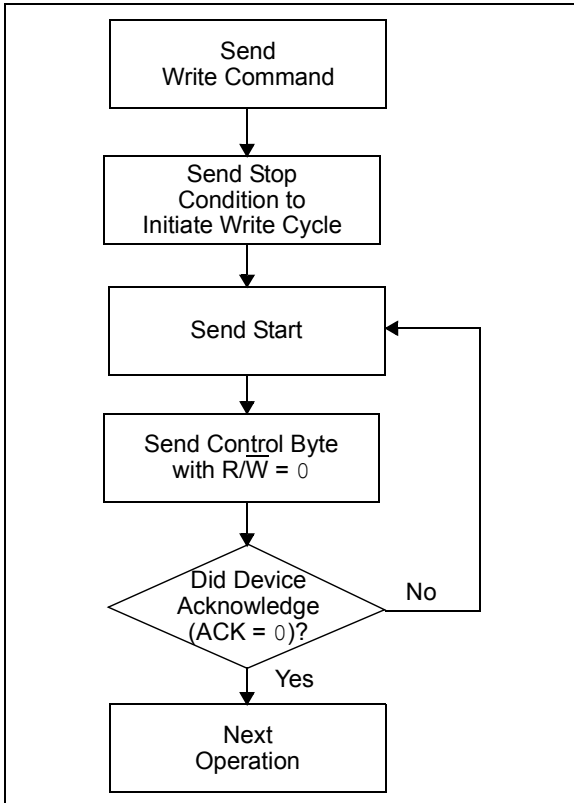 Send
Write Command
Send Stop
Condition to
Initiate Write Cycle
Send Start
Send Control Byte
with R/W̅ = 0
Did Device
Acknowledge
(ACK = 0)?
No
Yes
Next
Operation